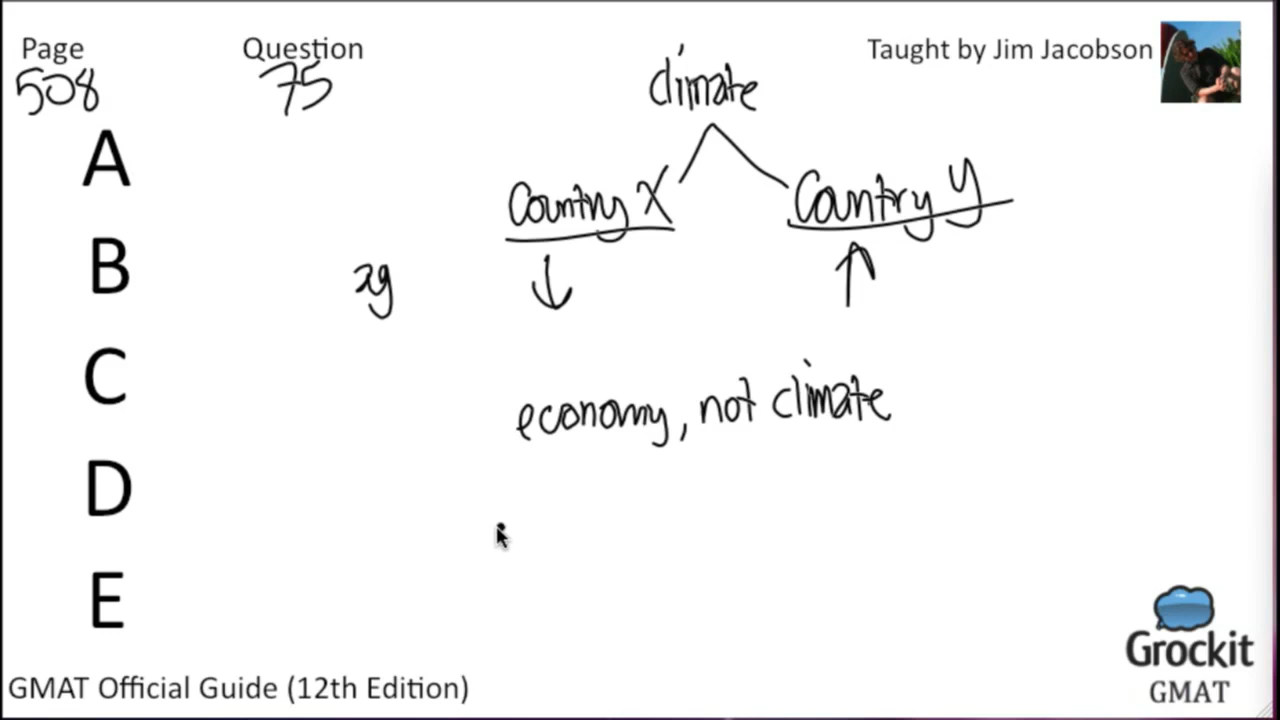 Page Question Taught by Jim Jacobson
508 75 climate
A
Country X Country Y
B
ag
C
economy, not climate
D
E
Grockit
GMAT
GMAT Official Guide (12th Edition)